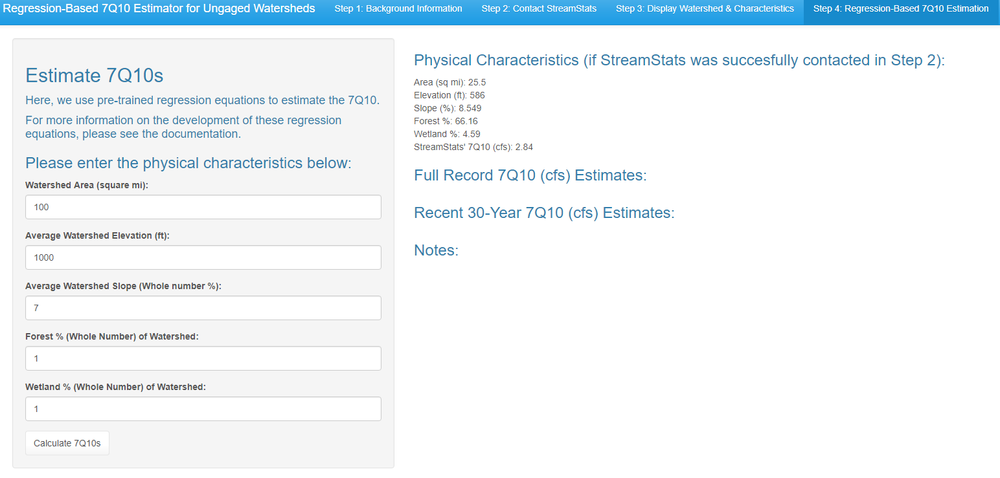 Regression-Based 7Q10 Estimator for Ungaged Watersheds Step 1: Background Information Step 2: Contact StreamStats Step 3: Display Watershed & Characteristics Step 4: Regression-Based 7Q10 Estimation
Estimate 7Q10s
Here, we use pre-trained regression equations to estimate the 7Q10.
For more information on the development of these regression
equations, please see the documentation.
Please enter the physical characteristics below:
Watershed Area (square mi):
100
Average Watershed Elevation (ft):
1000
Average Watershed Slope (Whole number %):
7
Forest % (Whole Number) of Watershed:
1
Wetland % (Whole Number) of Watershed:
1
Calculate 7Q10s
Physical Characteristics (if StreamStats was succesfully contacted in Step 2):
Area (sq mi): 25.5
Elevation (ft): 586
Slope (%): 8.549
Forest %: 66.16
Wetland %: 4.59
StreamStats' 7Q10 (cfs): 2.84
Full Record 7Q10 (cfs) Estimates:
Recent 30-Year 7Q10 (cfs) Estimates:
Notes: